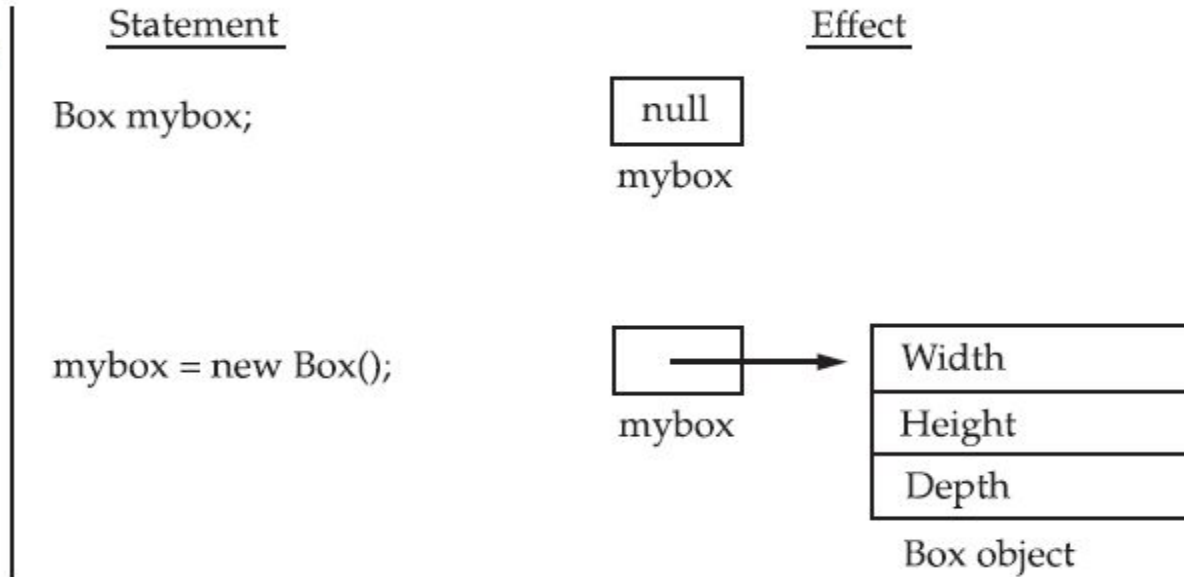 Statement
Effect
Box mybox;
null
mybox
mybox = new Box();
mybox
Width
Height
Depth
Box object